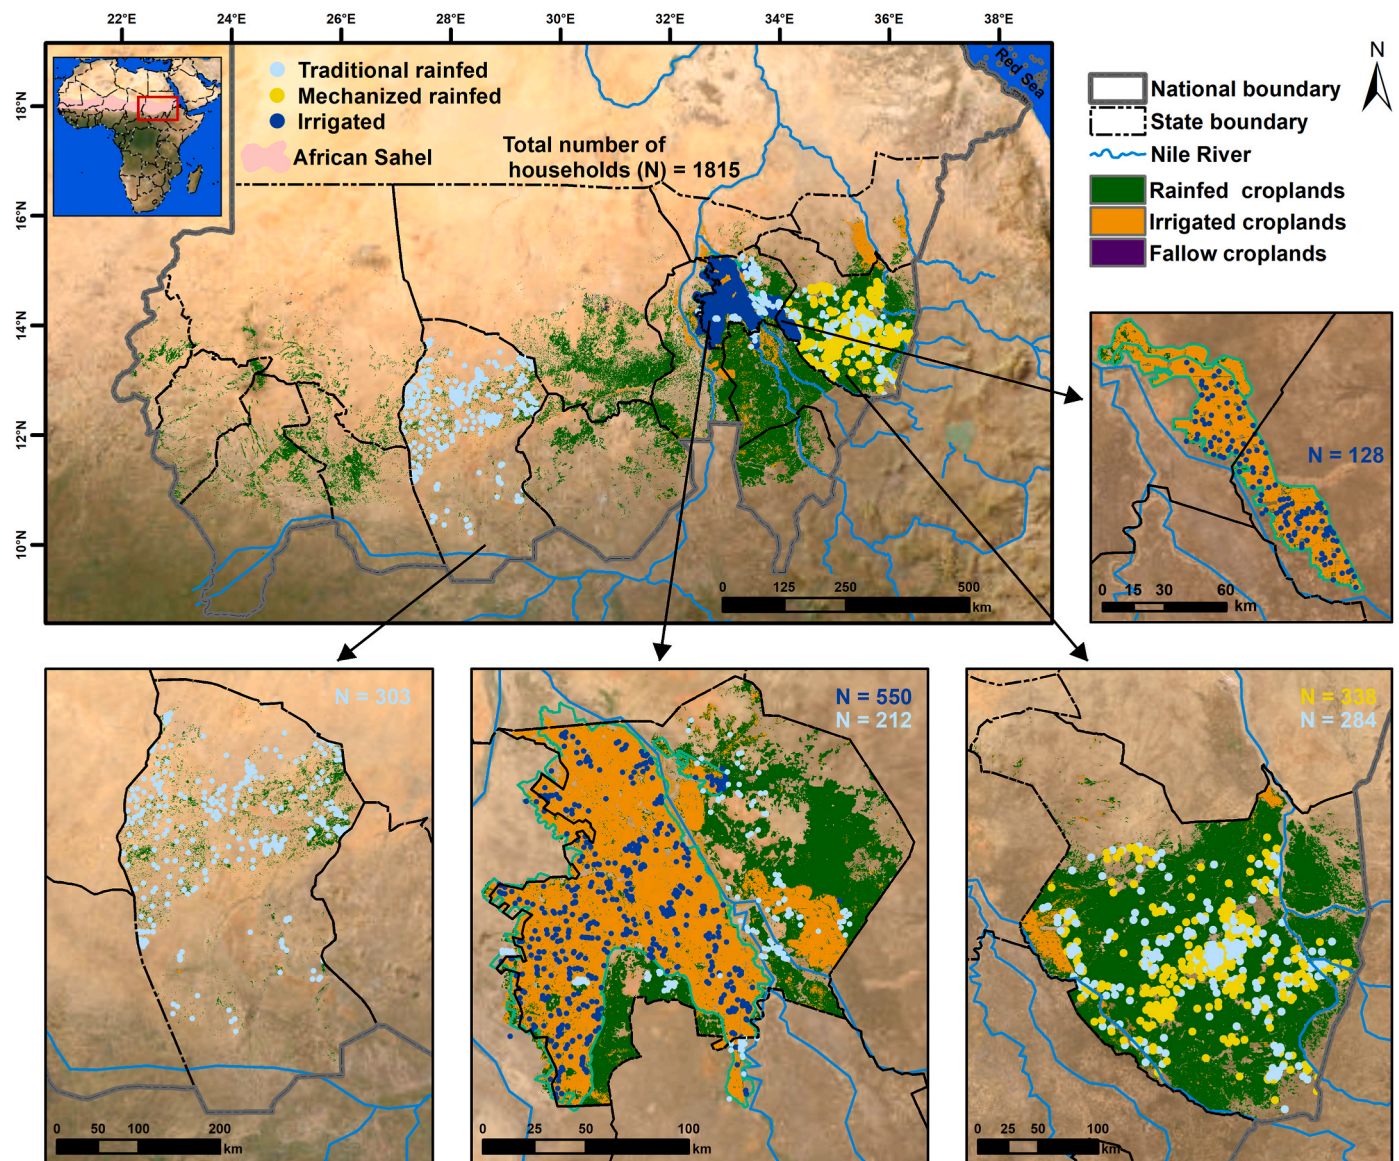 22°E 24°E 26°E 28°E 30°E 32°E 34°E 36°E 38°E
18°N
16°N
14°N
12°N
10°N
Traditional rainfed
Mechanized rainfed
Irrigated
African Sahel
Total number of
households (N) = 1815
Red Sea
0 125 250 500
km
N
National boundary
State boundary
Nile River
Rainfed croplands
Irrigated croplands
Fallow croplands
N = 128
0 15 30 60
km
N = 303
0 50 100 200
km
N = 550
N = 212
0 25 50 100
km
N = 338
N = 284
0 25 50 100
km